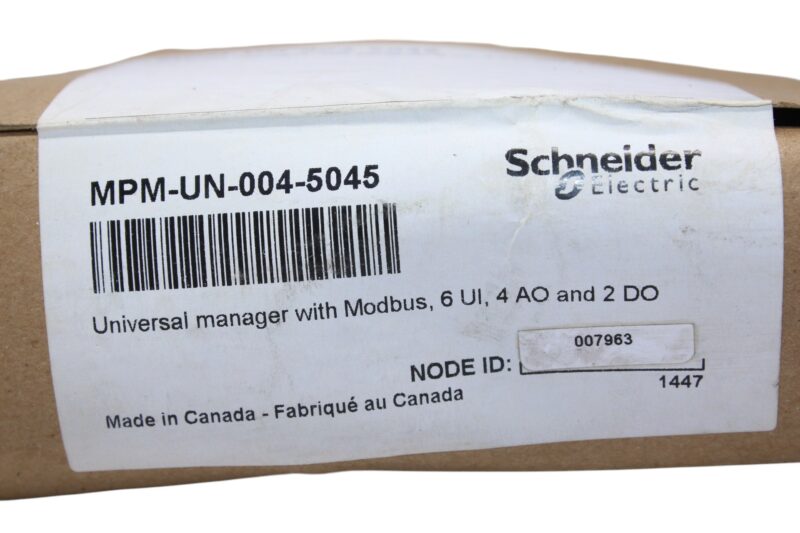 MPM-UN-004-5045
Schneider
Electric
Universal manager with Modbus, 6 UI, 4 AO and 2 DO
NODE ID: 007963
1447
Made in Canada - Fabriqué au Canada